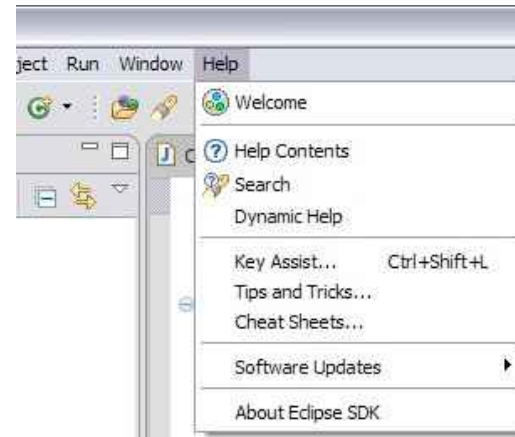 ject Run Window Help
Welcome
Help Contents
Search
Dynamic Help
Key Assist... Ctrl+Shift+L
Tips and Tricks...
Cheat Sheets...
Software Updates
About Eclipse SDK